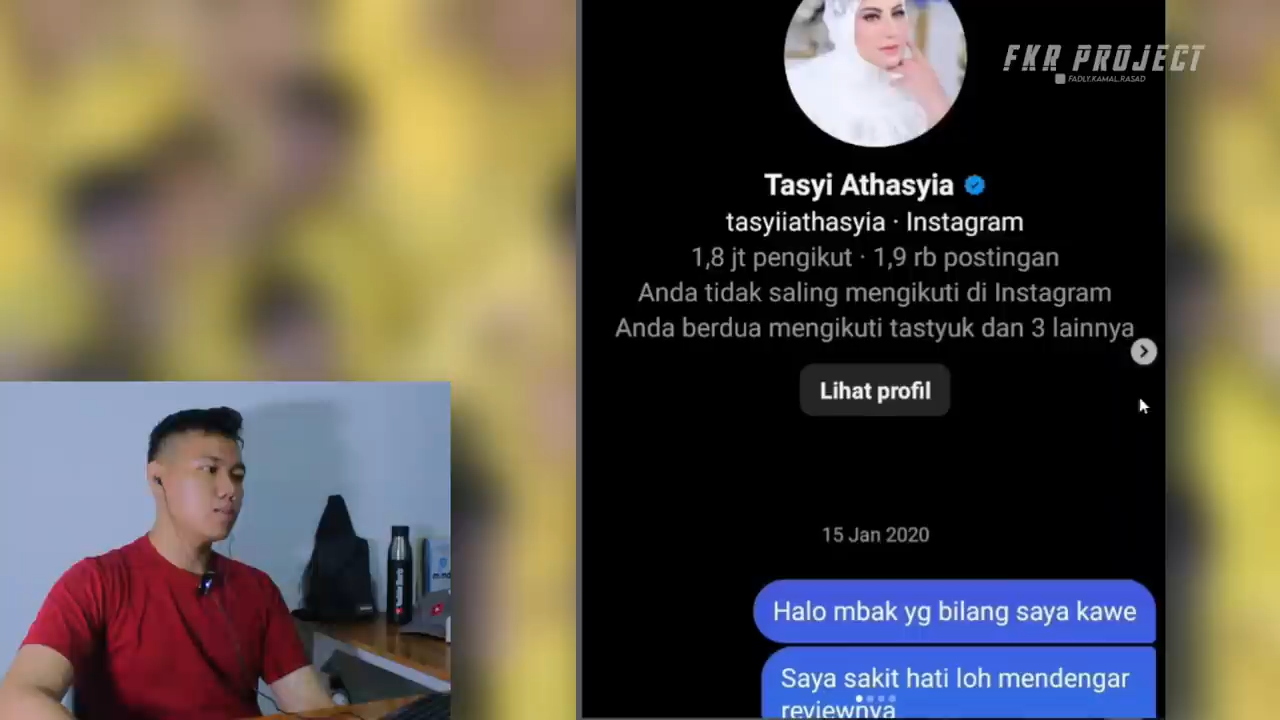 FKR PROJECT
FADLY.KAMAL.RASAD
Tasyi Athasyia
tasyiiathasyia · Instagram
1,8 jt pengikut · 1,9 rb postingan
Anda tidak saling mengikuti di Instagram
Anda berdua mengikuti tastyuk dan 3 lainnya
Lihat profil
15 Jan 2020
Halo mbak yg bilang saya kawe
Saya sakit hati loh mendengar
reviewnya